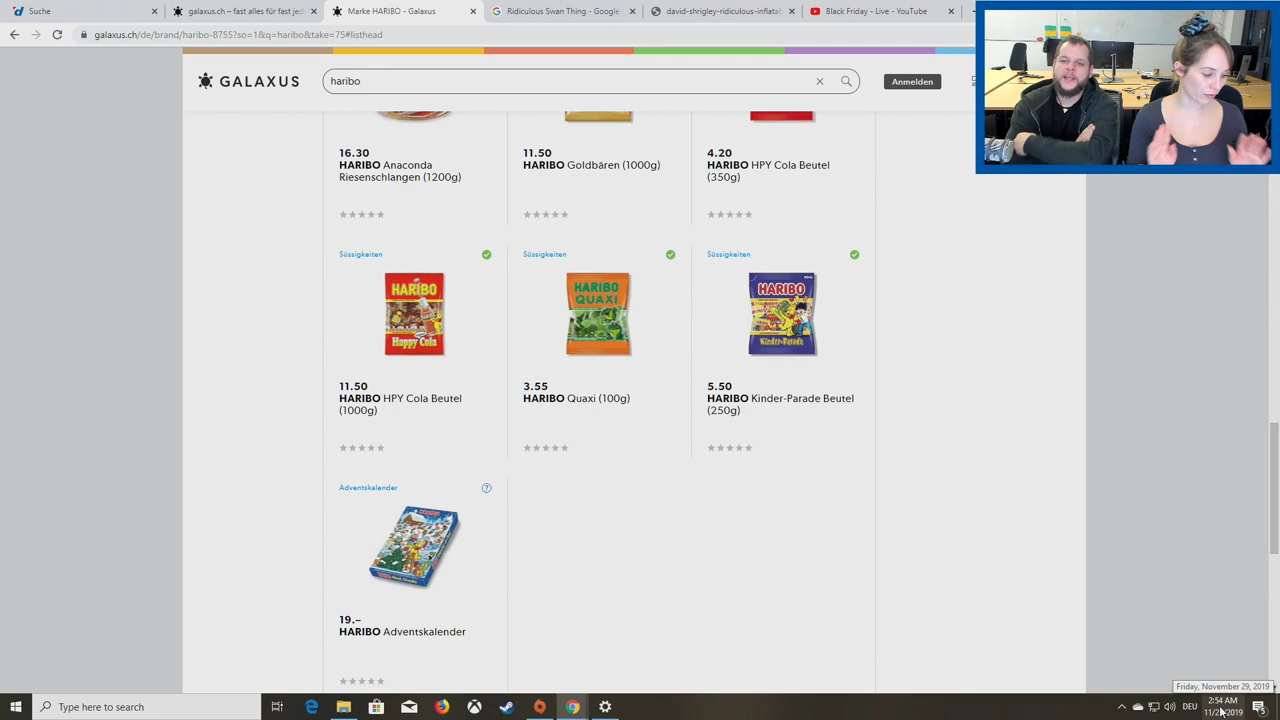 Suche
galaxus.ch – fast alles für fast jed
Marke HARIBO - Galaxus
Ridiculous Swan Thing - Google-
david-shrigley-ridiculous-inflatab
Black Friday - Live - YouTube
galaxus.ch/de/brand/haribo-8755?so=1&q=haribo&take=75#listhead
GALAXUS
haribo
Anmelden
16.30
HARIBO Anaconda
Riesenschlangen (1200g)
11.50
HARIBO Goldbären (1000g)
4.20
HARIBO HPY Cola Beutel
(350g)
Süssigkeiten
Süssigkeiten
Süssigkeiten
HARIBO
Happy Cola
HARIBO
QUAXI
HARIBO
Kinder-Parade
11.50
HARIBO HPY Cola Beutel
(1000g)
3.55
HARIBO Quaxi (100g)
5.50
HARIBO Kinder-Parade Beutel
(250g)
Adventskalender
19.–
HARIBO Adventskalender
Friday, November 29, 2019
Type here to search
DEU
2:54 AM